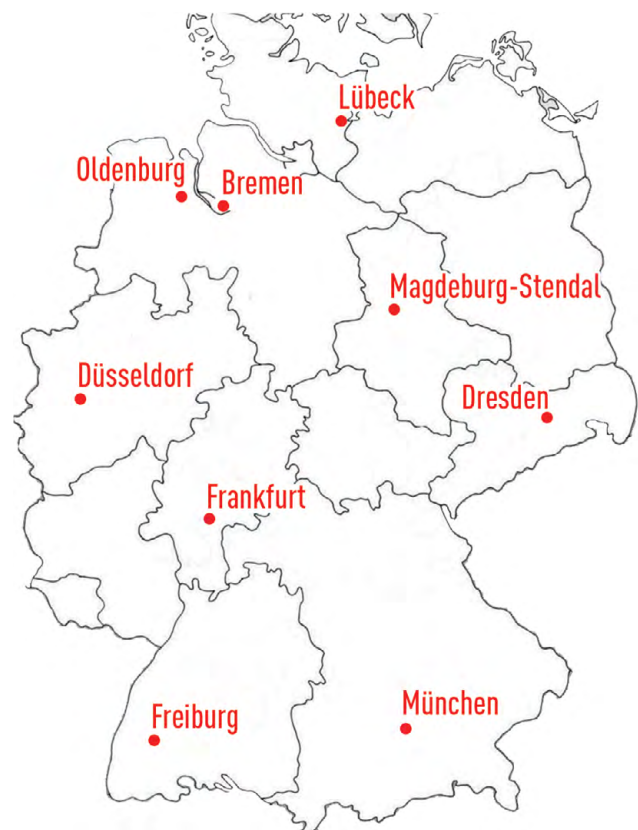 Lübeck
Oldenburg
Bremen
Magdeburg-Stendal
Düsseldorf
Dresden
Frankfurt
Freiburg
München